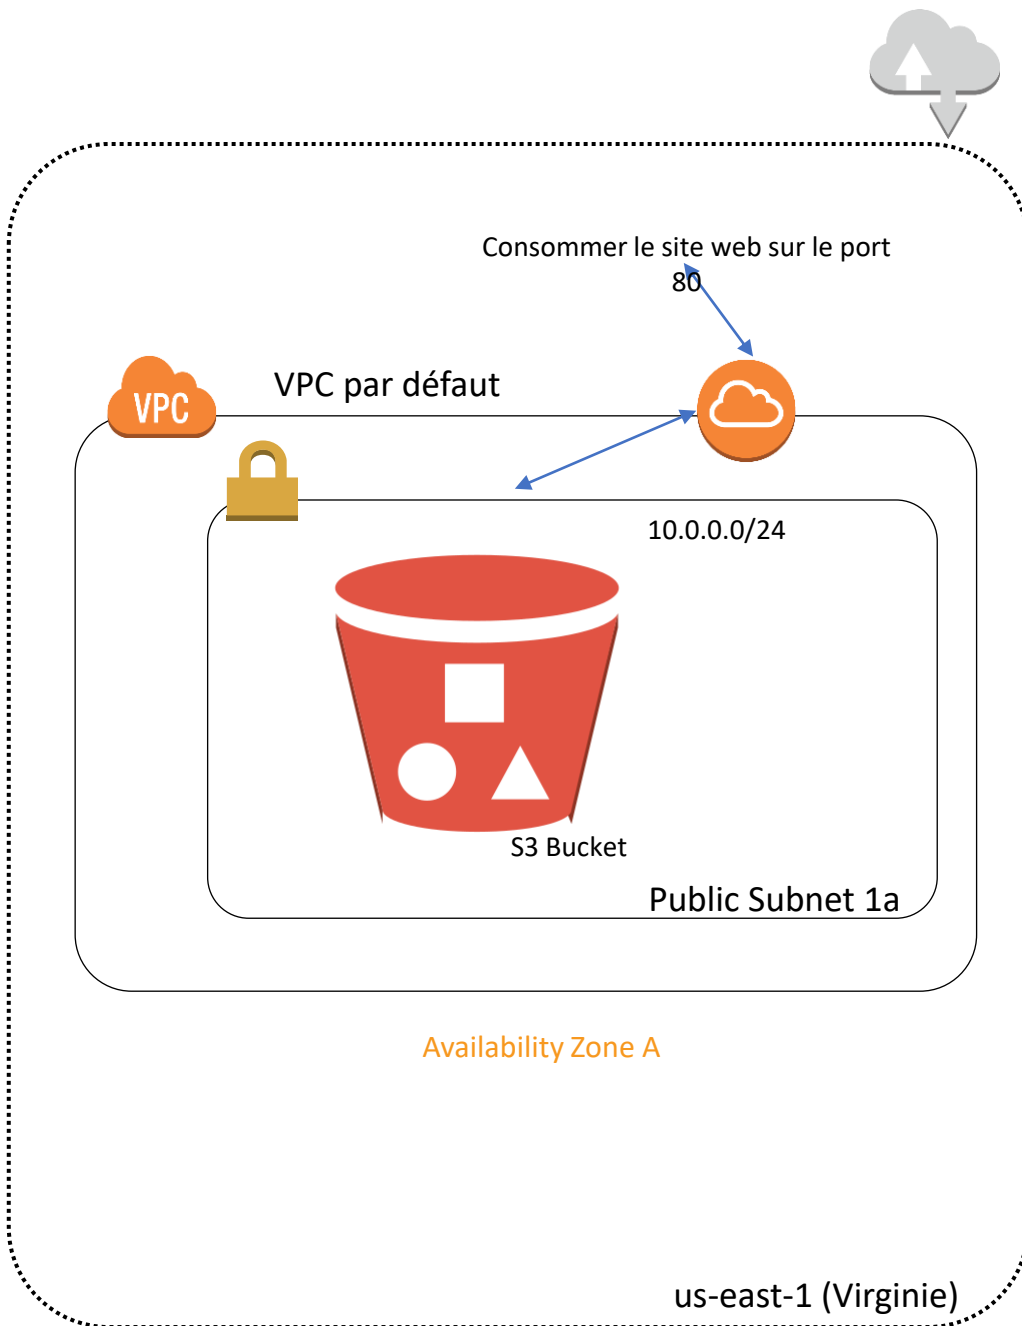 Consommer le site web sur le port
80
VPC
VPC par défaut
10.0.0.0/24
S3 Bucket
Public Subnet 1a
Availability Zone A
us-east-1 (Virginie)